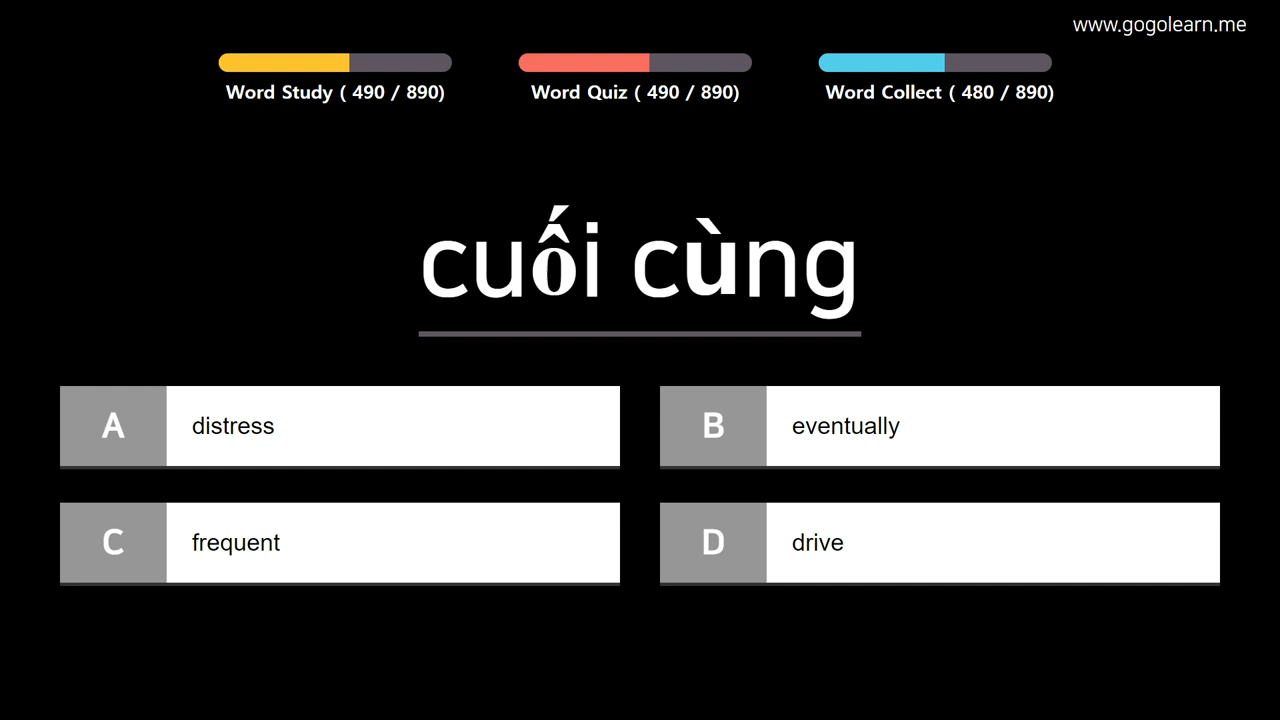 www.gogolearn.me
Word Study ( 490 / 890)
Word Quiz ( 490 / 890)
Word Collect ( 480 / 890)
cuối cùng
A distress
B eventually
C frequent
D drive